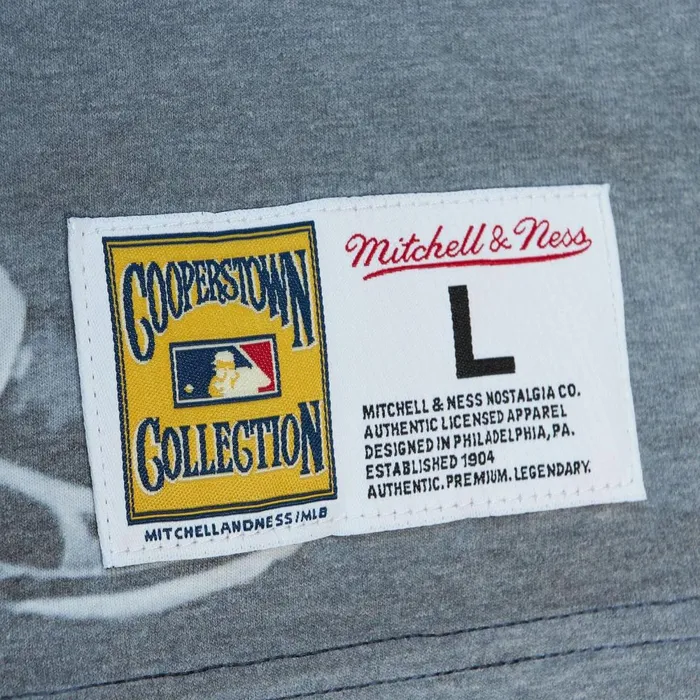 COOPERSTOWN
COLLECTION
MITCHELLANDNESS/MLB
Mitchell & Ness
L
MITCHELL & NESS NOSTALGIA CO.
AUTHENTIC LICENSED APPAREL
DESIGNED IN PHILADELPHIA, PA.
ESTABLISHED 1904
AUTHENTIC. PREMIUM. LEGENDARY.